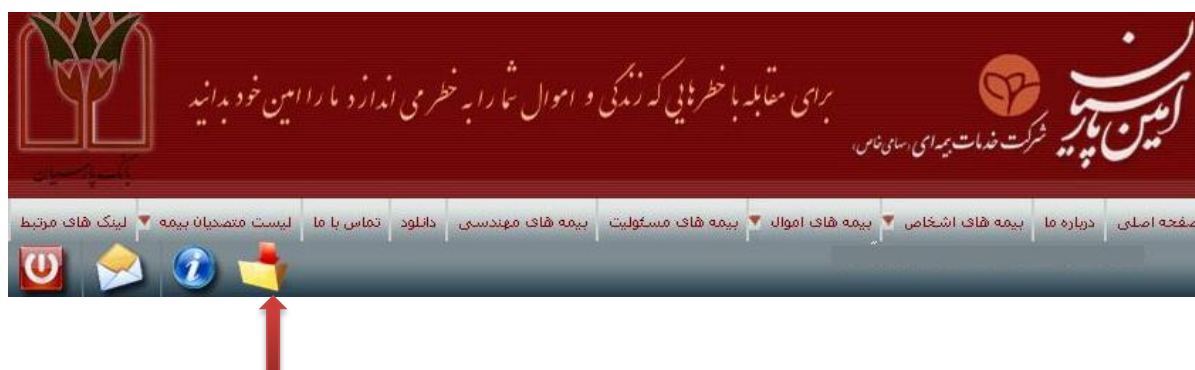 امین پارسیان
شرکت خدمات بیمه ای (سهامی خاص)
برای مقابله با خطرهایی که زندگی و اموال شما را به خطر می اندازد ما را امین خود بدانید
بانک پارسیان
صفحه اصلی
درباره ما
بیمه های اشخاص
بیمه های اموال
بیمه های مسئولیت
بیمه های مهندسی
دانلود
تماس با ما
لیست متصدیان بیمه
لینک های مرتبط